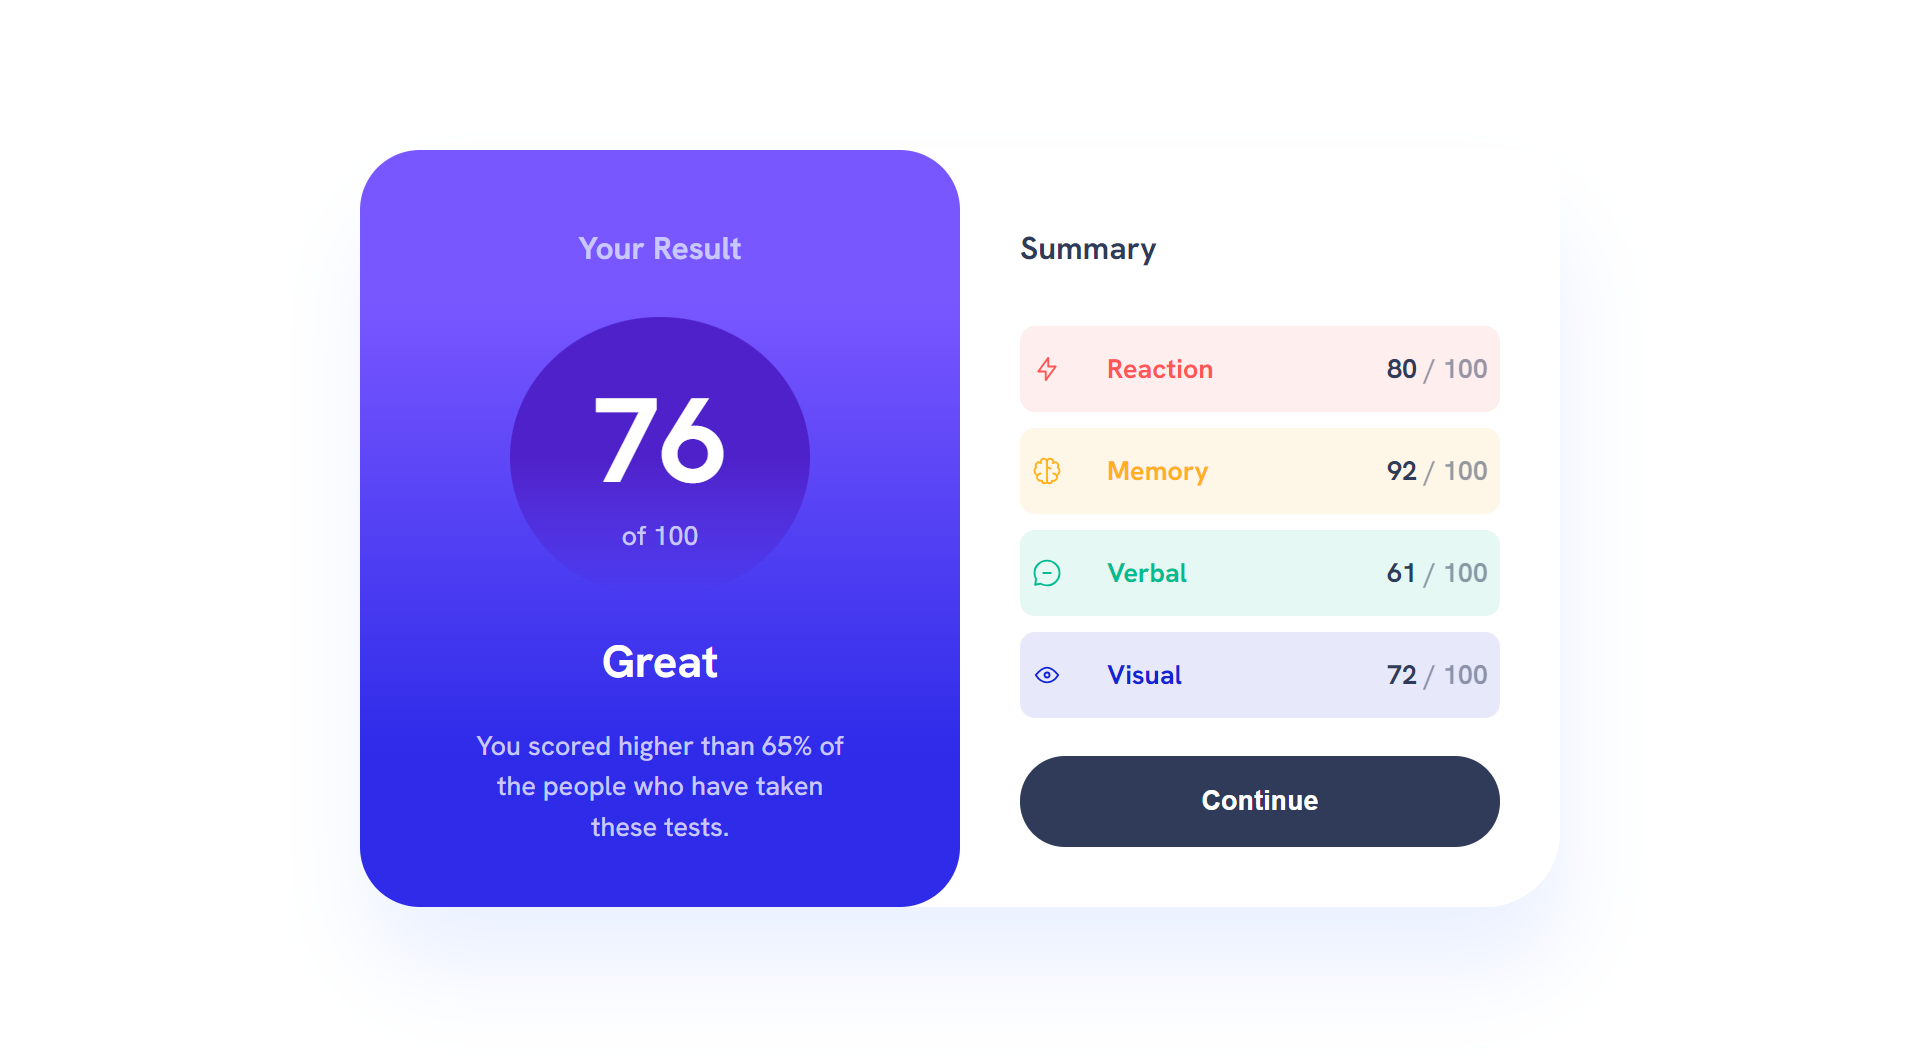 Your Result
76
of 100
Great
You scored higher than 65% of
the people who have taken
these tests.
Summary
Reaction 80 / 100
Memory 92 / 100
Verbal 61 / 100
Visual 72 / 100
Continue